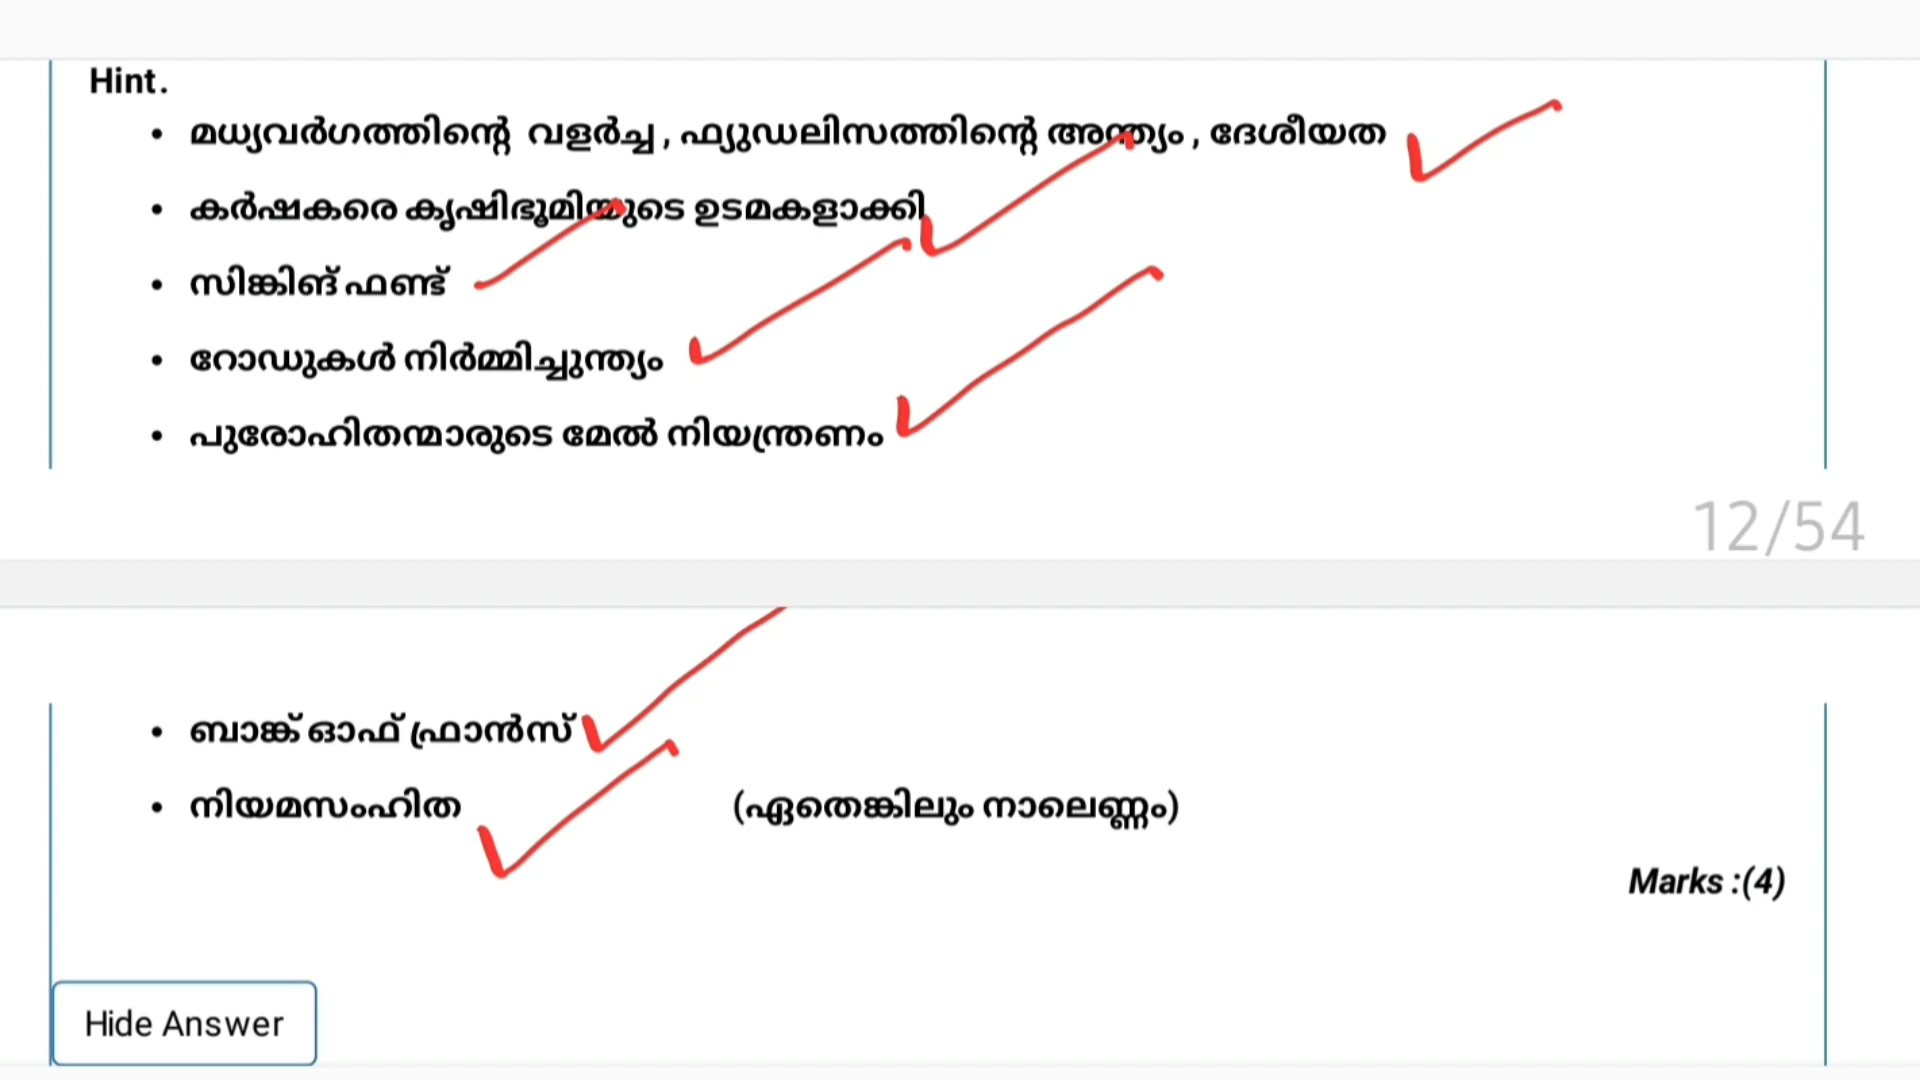 Hint.
• മധ്യവർഗത്തിന്റെ വളർച്ച , ഫ്യുഡലിസത്തിന്റെ അന്ത്യം , ദേശീയത
• കർഷകരെ കൃഷിഭൂമിയുടെ ഉടമകളാക്കി
• സിങ്കിങ് ഫണ്ട്
• റോഡുകൾ നിർമ്മിച്ചുന്ത്യം
• പുരോഹിതന്മാരുടെ മേൽ നിയന്ത്രണം
12/54
• ബാങ്ക് ഓഫ് ഫ്രാൻസ്
• നിയമസംഹിത (ഏതെങ്കിലും നാലെണ്ണം)
Marks :(4)
Hide Answer